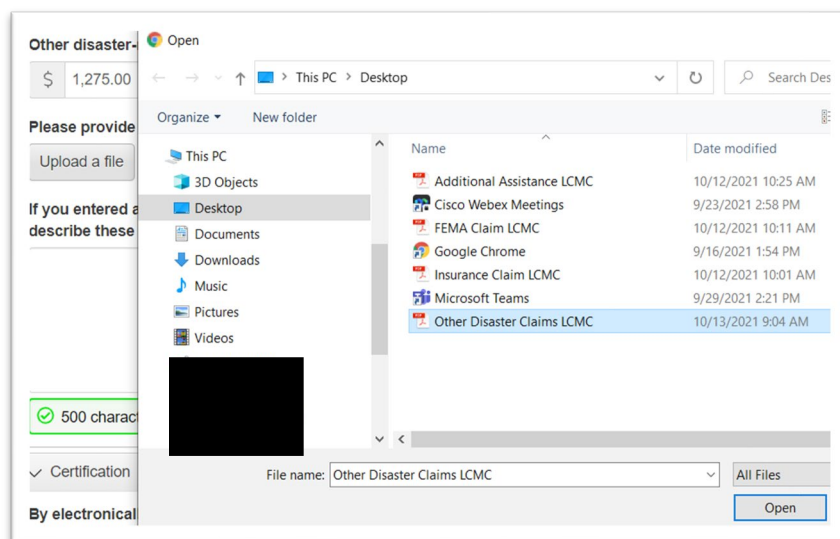 Other disaster-
$ 1,275.00
Please provide
Upload a file
If you entered a
describe these
500 charact
Certification
By electronical
Open
This PC > Desktop
Search Des
Organize
New folder
This PC
3D Objects
Desktop
Documents
Downloads
Music
Pictures
Videos
Name Date modified
Additional Assistance LCMC 10/12/2021 10:25 AM
Cisco Webex Meetings 9/23/2021 2:58 PM
FEMA Claim LCMC 10/12/2021 10:11 AM
Google Chrome 9/16/2021 1:54 PM
Insurance Claim LCMC 10/12/2021 10:01 AM
Microsoft Teams 9/29/2021 2:21 PM
Other Disaster Claims LCMC 10/13/2021 9:04 AM
File name: Other Disaster Claims LCMC
All Files
Open